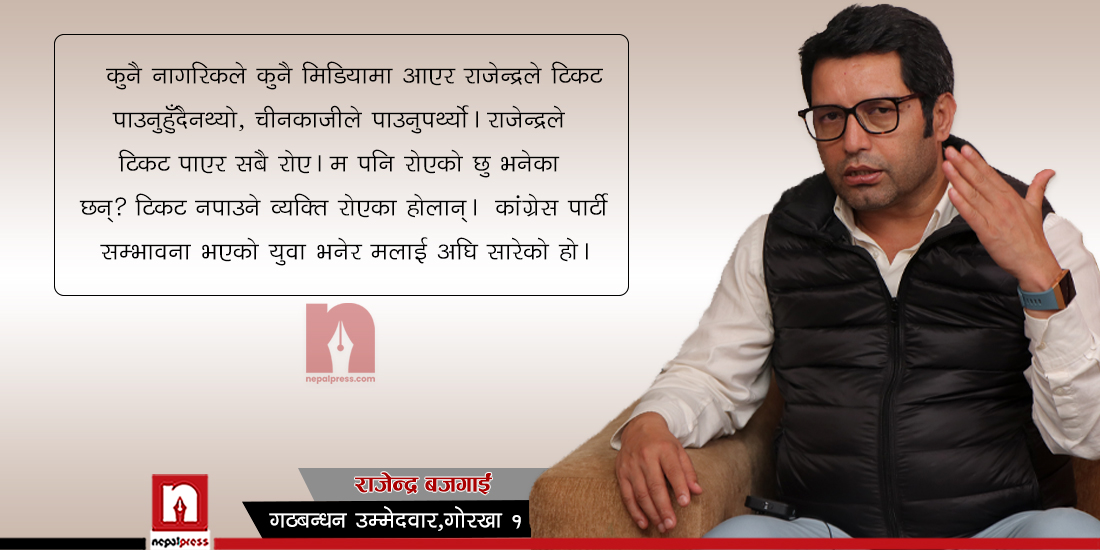 कुनै नागरिकले कुनै मिडियामा आएर राजेन्द्रले टिकट
पाउनुहुँदैनथ्यो, चीनकाजीले पाउनुपर्थ्यो। राजेन्द्रले
टिकट पाएर सबै रोए। म पनि रोएको छु भनेका
छन्? टिकट नपाउने व्यक्ति रोएका होलान्। कांग्रेस पार्टी
सम्भावना भएको युवा भनेर मलाई अघि सारेको हो।
n
nepalpress.com
राजेन्द्र बजगाईं
गठबन्धन उम्मेदवार,गोरखा १
n
nepalpress